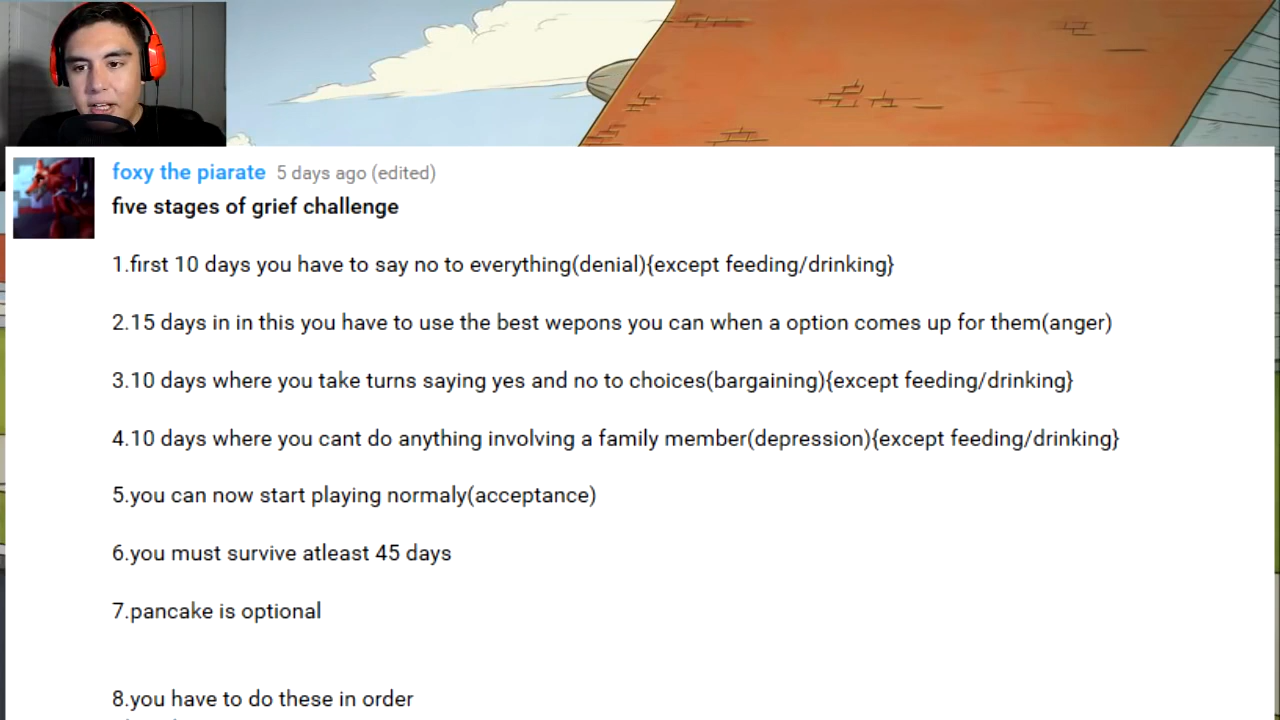 foxy the piarate 5 days ago (edited)
five stages of grief challenge
1.first 10 days you have to say no to everything(denial){except feeding/drinking}
2.15 days in in this you have to use the best wepons you can when a option comes up for them(anger)
3.10 days where you take turns saying yes and no to choices(bargaining){except feeding/drinking}
4.10 days where you cant do anything involving a family member(depression){except feeding/drinking}
5.you can now start playing normaly(acceptance)
6.you must survive atleast 45 days
7.pancake is optional
8.you have to do these in order